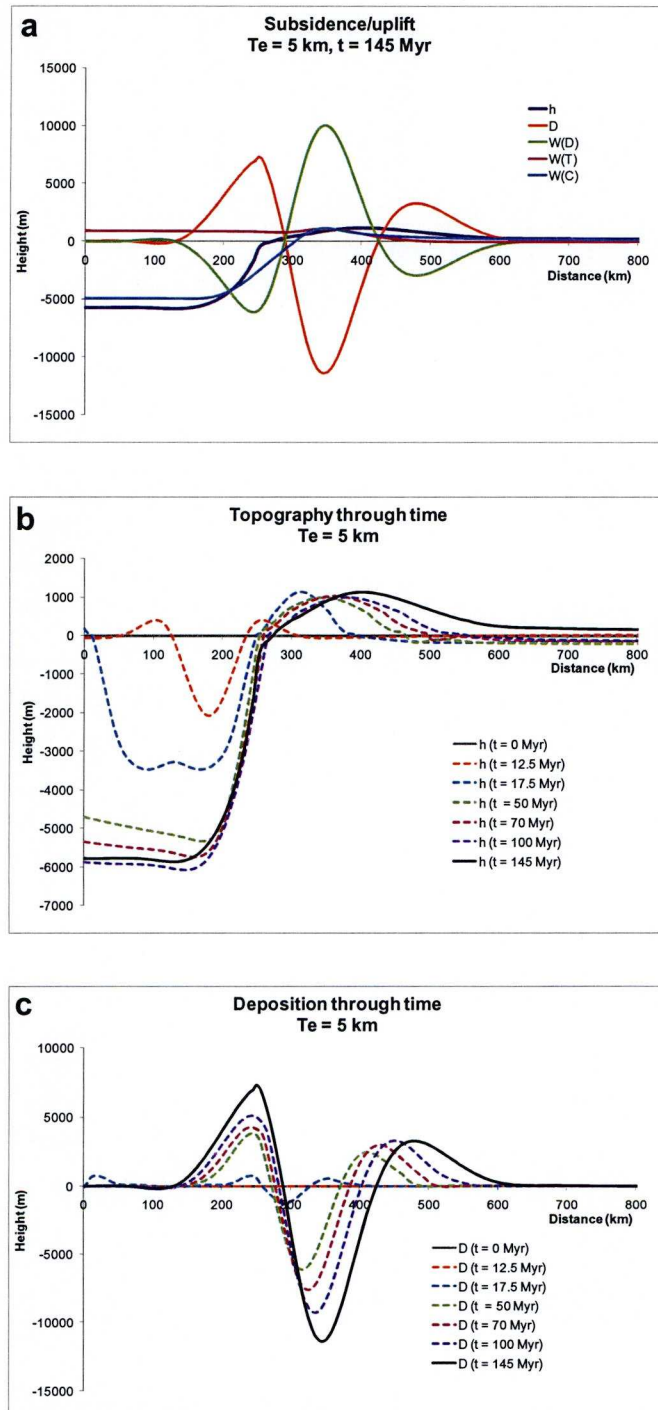 a
Subsidence/uplift
Te = 5 km, t = 145 Myr
15000
10000
5000
0
-5000
-10000
-15000
Height (m)
0 100 200 300 400 500 600 700 800
Distance (km)
h
D
W(D)
W(T)
W(C)
b
Topography through time
Te = 5 km
2000
1000
0
-1000
-2000
-3000
-4000
-5000
-6000
-7000
Height (m)
0 100 200 300 400 500 600 700 800
Distance (km)
h (t = 0 Myr)
h (t = 12.5 Myr)
h (t = 17.5 Myr)
h (t = 50 Myr)
h (t = 70 Myr)
h (t = 100 Myr)
h (t = 145 Myr)
c
Deposition through time
Te = 5 km
10000
5000
0
-5000
-10000
-15000
Height (m)
0 100 200 300 400 500 600 700 800
Distance (km)
D (t = 0 Myr)
D (t = 12.5 Myr)
D (t = 17.5 Myr)
D (t = 50 Myr)
D (t = 70 Myr)
D (t = 100 Myr)
D (t = 145 Myr)